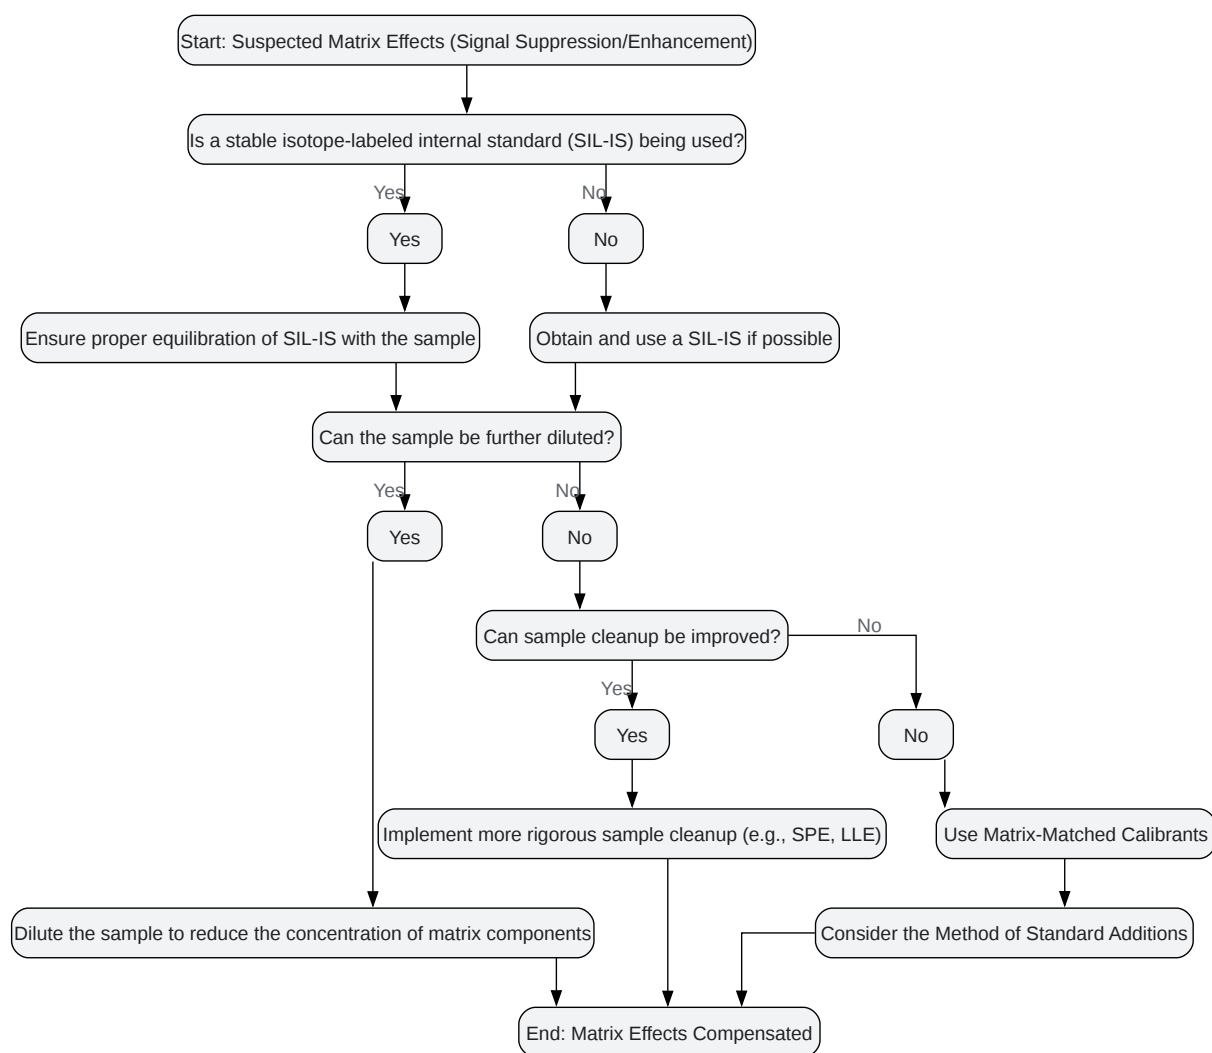 Start: Suspected Matrix Effects (Signal Suppression/Enhancement)
Is a stable isotope-labeled internal standard (SIL-IS) being used?
Yes
No
Yes
No
Ensure proper equilibration of SIL-IS with the sample
Obtain and use a SIL-IS if possible
Can the sample be further diluted?
Yes
No
Yes
No
Can sample cleanup be improved?
No
Yes
Yes
No
Implement more rigorous sample cleanup (e.g., SPE, LLE)
Use Matrix-Matched Calibrants
Dilute the sample to reduce the concentration of matrix components
Consider the Method of Standard Additions
End: Matrix Effects Compensated